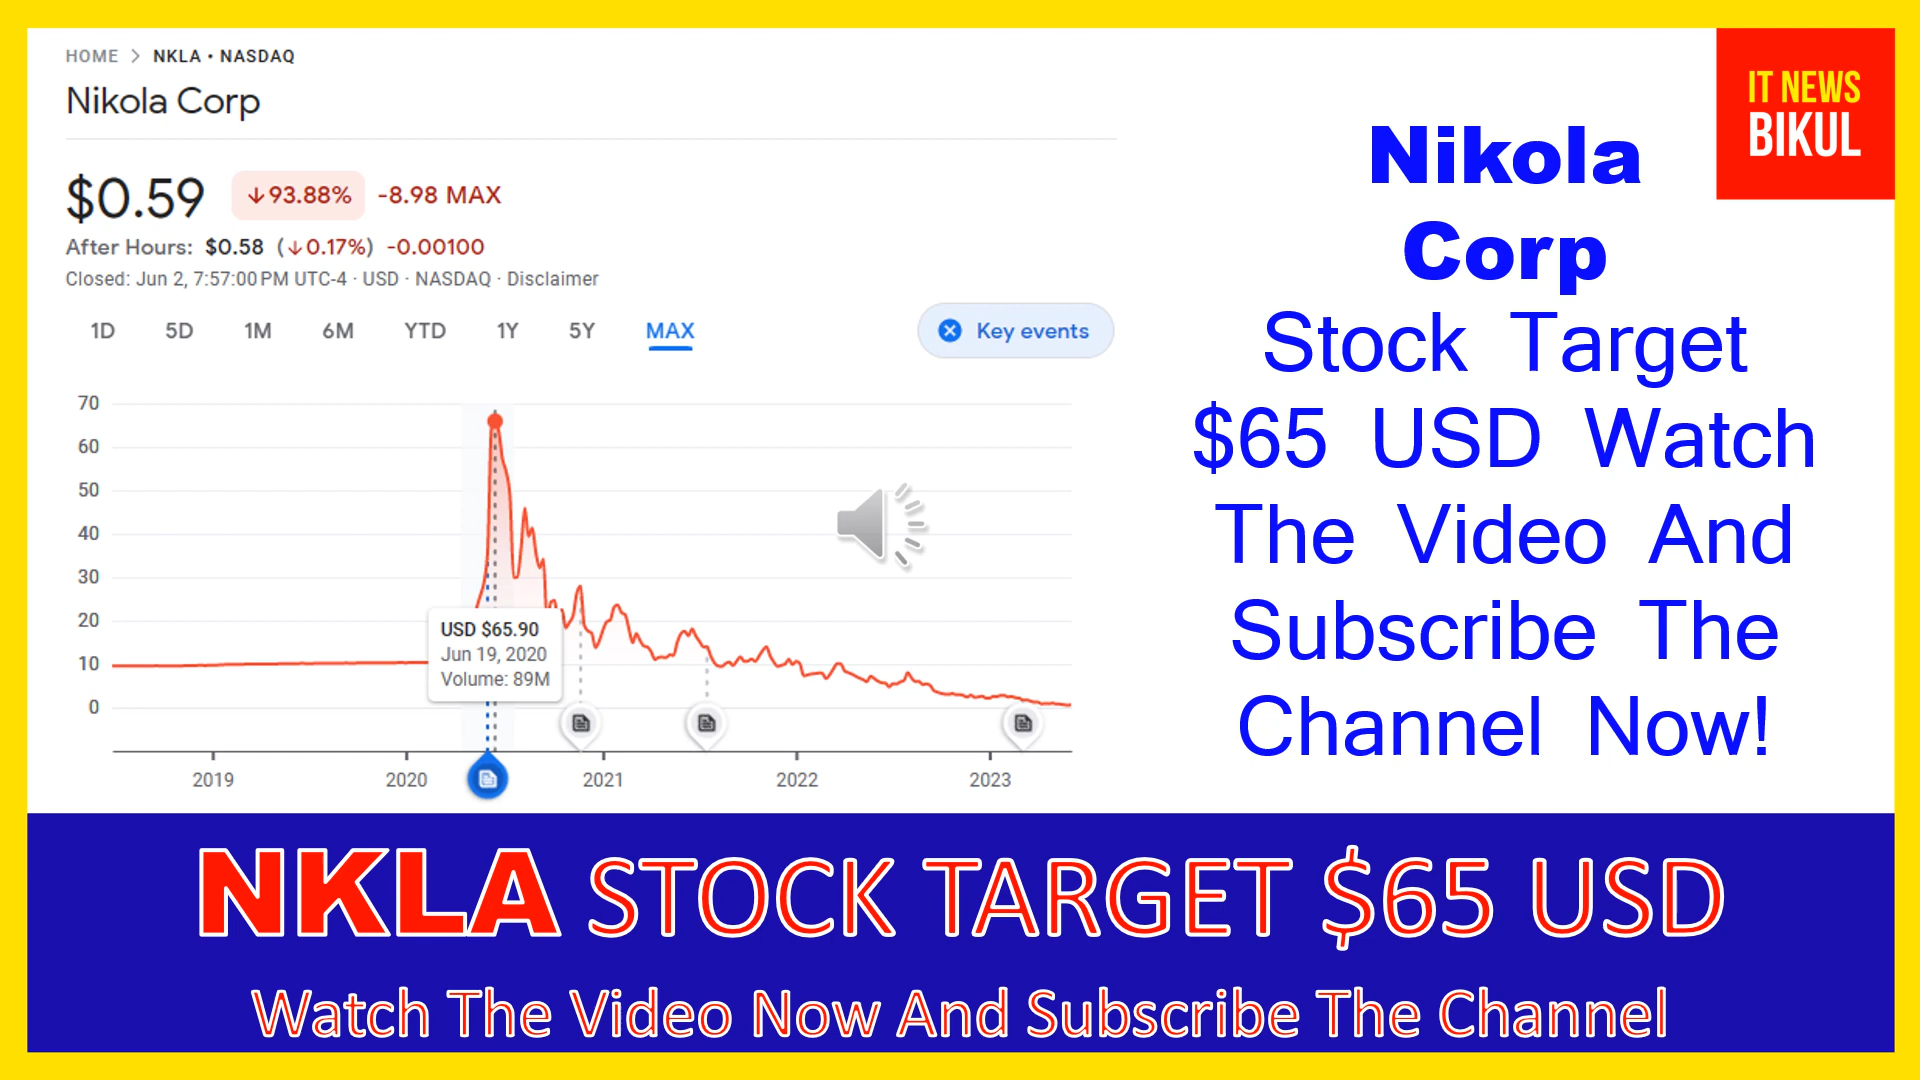 HOME > NKLA • NASDAQ
Nikola Corp
$0.59 ↓93.88% -8.98 MAX
After Hours: $0.58 (↓0.17%) -0.00100
Closed: Jun 2, 7:57:00 PM UTC-4 · USD · NASDAQ · Disclaimer
1D 5D 1M 6M YTD 1Y 5Y MAX
Key events
70
60
50
40
30
20
10
0
USD $65.90
Jun 19, 2020
Volume: 89M
2019 2020 2021 2022 2023
IT NEWS
BIKUL
Nikola
Corp
Stock Target
$65 USD Watch
The Video And
Subscribe The
Channel Now!
NKLA STOCK TARGET $65 USD
Watch The Video Now And Subscribe The Channel